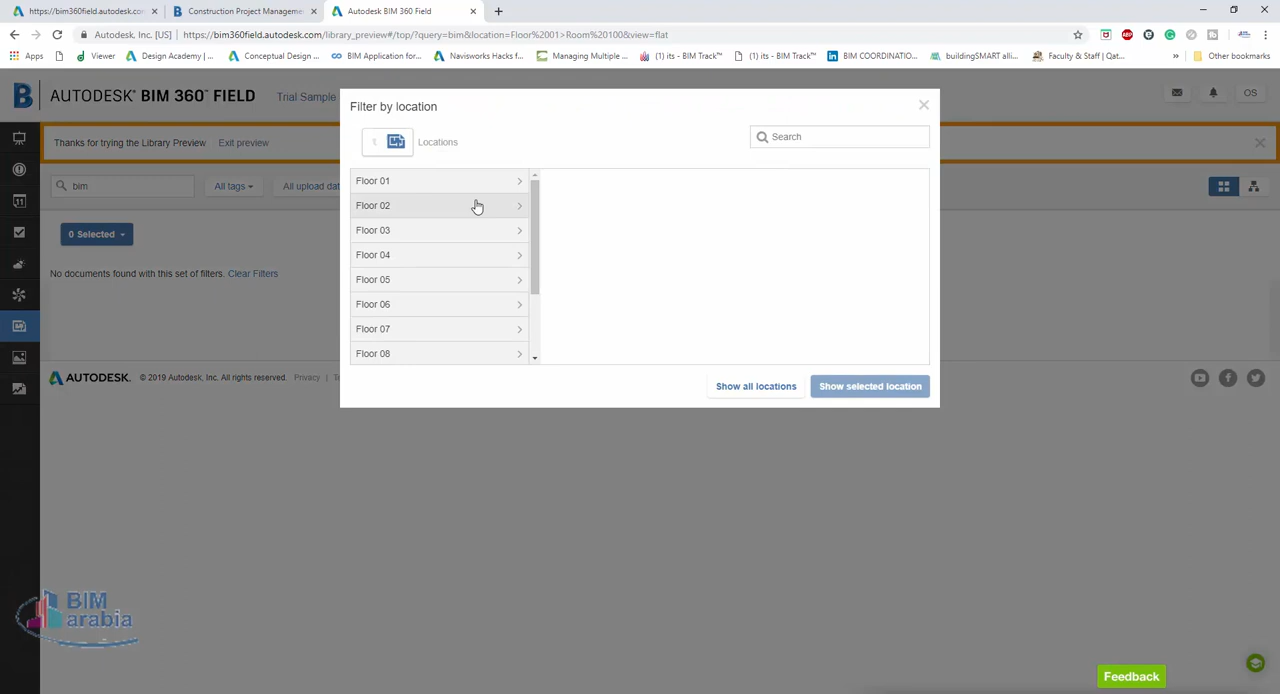 https://bim360field.autodesk.com
Construction Project Manageme
Autodesk BIM 360 Field
Autodesk, Inc. [US]
https://bim360field.autodesk.com/library_preview#/top/?query=bim&location=Floor%2001>Room%20100&view=flat
Apps
Viewer
Design Academy | ...
Conceptual Design ...
BIM Application for...
Navisworks Hacks f...
Managing Multiple ...
(1) its - BIM Track™
(1) its - BIM Track™
BIM COORDINATIO...
buildingSMART alli...
Faculty & Staff | Qat...
»
Other bookmarks
AUTODESK® BIM 360™ FIELD
Trial Sample
OS
Thanks for trying the Library Preview
Exit preview
bim
All tags
All upload dat
0 Selected
No documents found with this set of filters. Clear Filters
AUTODESK.
© 2019 Autodesk, Inc. All rights reserved.
Privacy
Filter by location
Locations
Search
Floor 01
Floor 02
Floor 03
Floor 04
Floor 05
Floor 06
Floor 07
Floor 08
Show all locations
Show selected location
BIM
arabia
Feedback